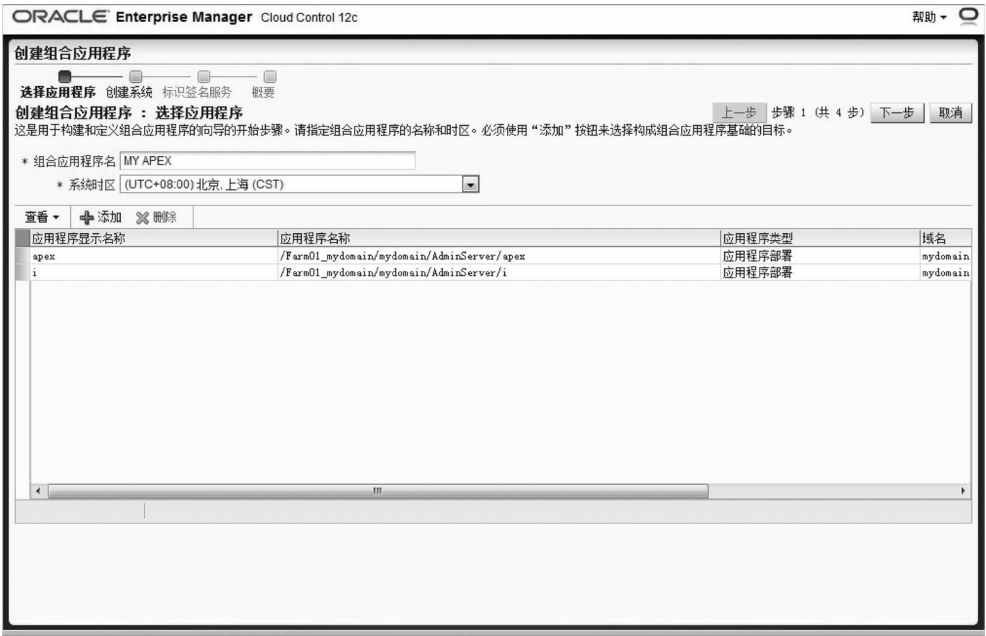 ORACLE Enterprise Manager Cloud Control 12c 帮助
创建组合应用程序
选择应用程序 创建系统 标识签名服务 概要
创建组合应用程序 : 选择应用程序
上一步 步骤 1 (共 4 步) 下一步 取消
这是用于构建和定义组合应用程序的向导的开始步骤。请指定组合应用程序的名称和时区。必须使用“添加”按钮来选择构成组合应用程序基础的目标。
* 组合应用程序名 MY APEX
* 系统时区 (UTC+08:00) 北京, 上海 (CST)
查看 添加 删除
应用程序显示名称 应用程序名称 应用程序类型 域名
apex /Farm01_mydomain/mydomain/AdminServer/apex 应用程序部署 mydomain
i /Farm01_mydomain/mydomain/AdminServer/i 应用程序部署 mydomain